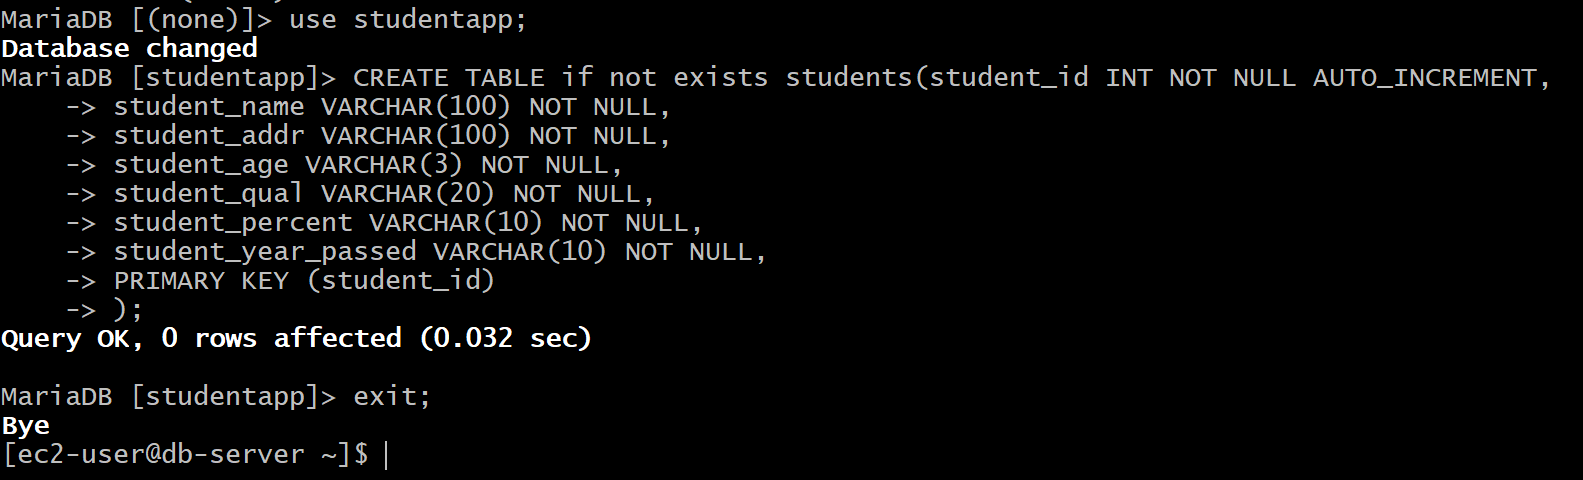 MariaDB [(none)]> use studentapp;
Database changed
MariaDB [studentapp]> CREATE TABLE if not exists students(student_id INT NOT NULL AUTO_INCREMENT,
    -> student_name VARCHAR(100) NOT NULL,
    -> student_addr VARCHAR(100) NOT NULL,
    -> student_age VARCHAR(3) NOT NULL,
    -> student_qual VARCHAR(20) NOT NULL,
    -> student_percent VARCHAR(10) NOT NULL,
    -> student_year_passed VARCHAR(10) NOT NULL,
    -> PRIMARY KEY (student_id)
    -> );
Query OK, 0 rows affected (0.032 sec)
MariaDB [studentapp]> exit;
Bye
[ec2-user@db-server ~]$